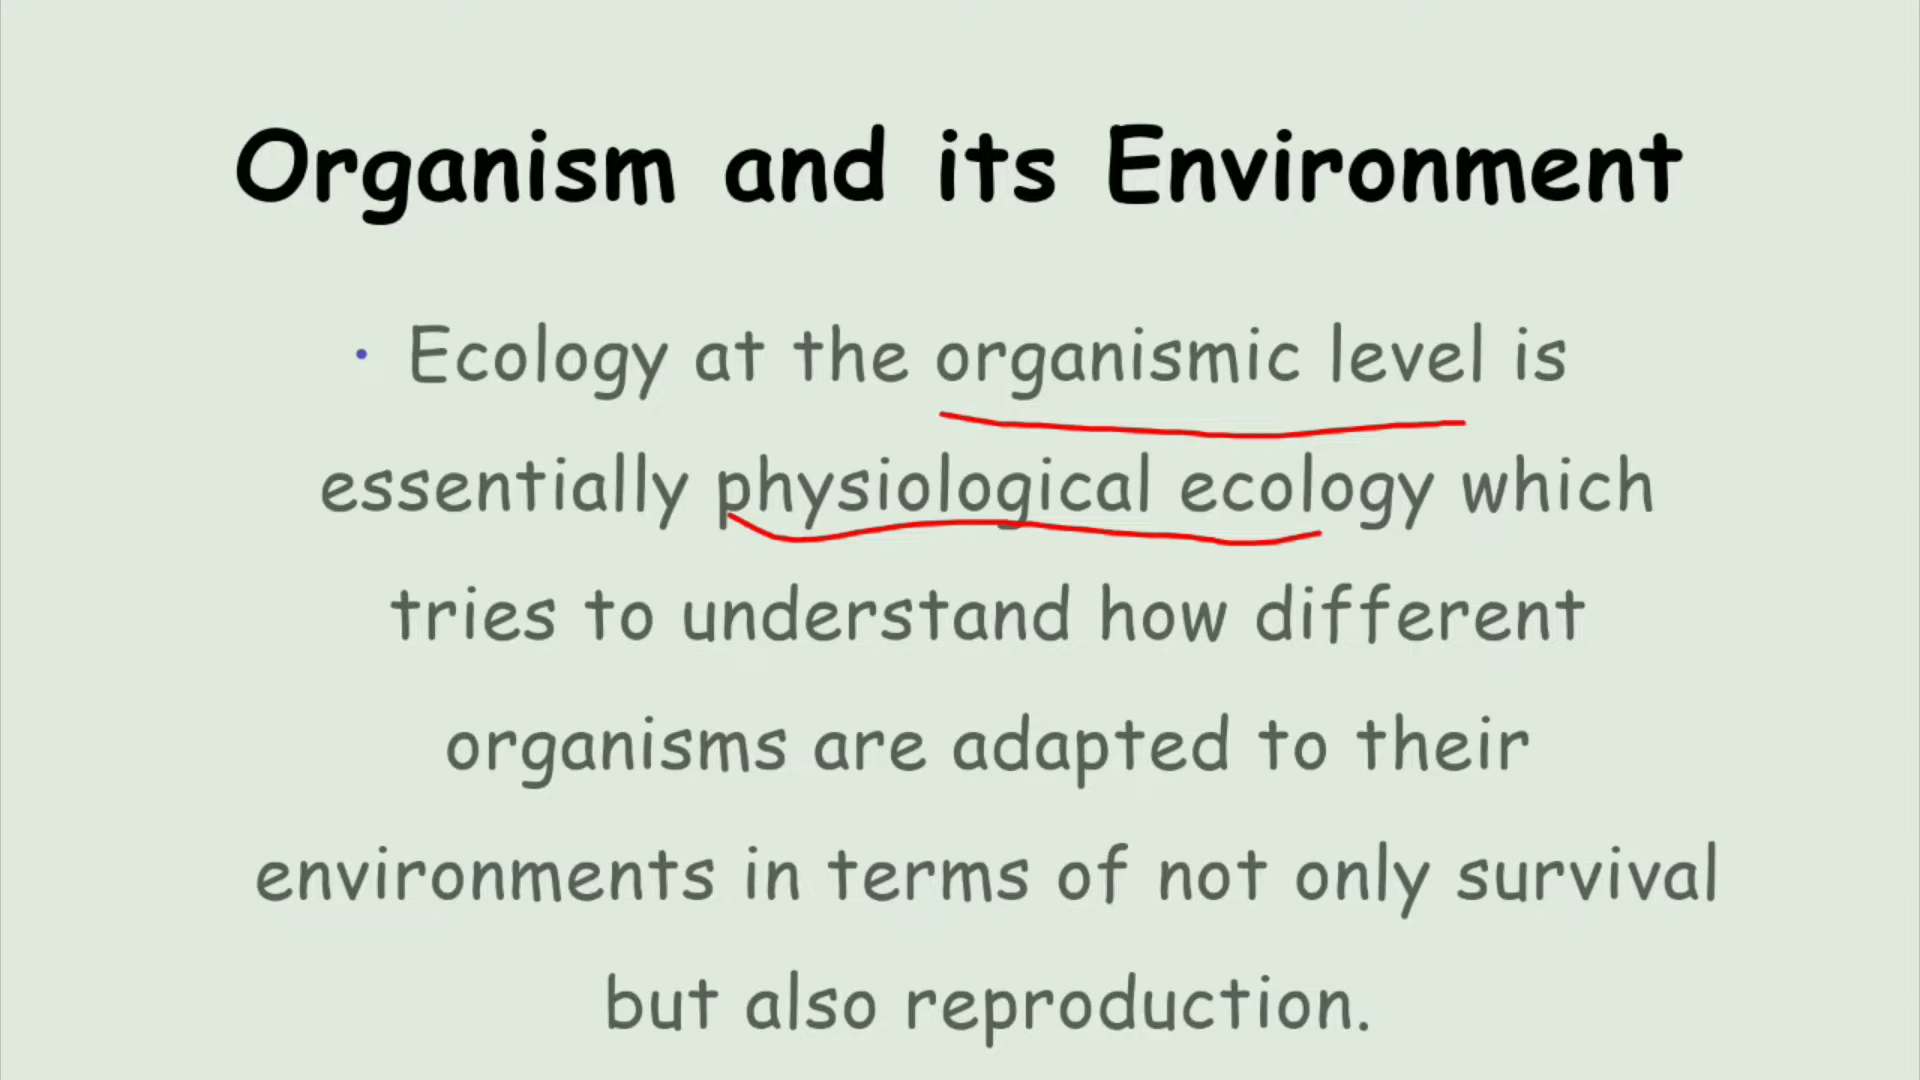 Organism and its Environment
• Ecology at the organismic level is
essentially physiological ecology which
tries to understand how different
organisms are adapted to their
environments in terms of not only survival
but also reproduction.